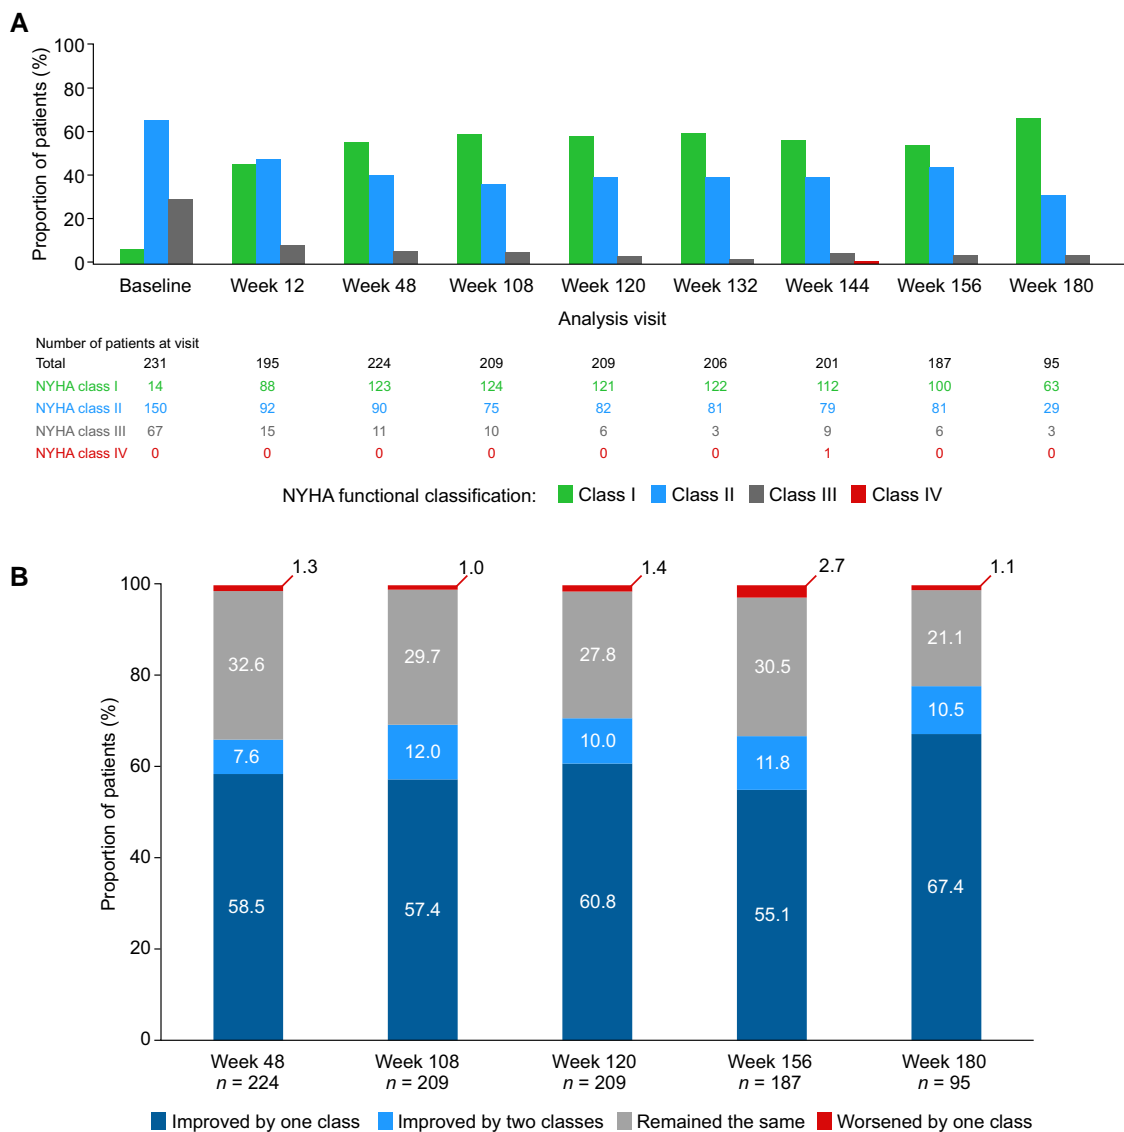 A
Proportion of patients (%)
100
80
60
40
20
0
Baseline Week 12 Week 48 Week 108 Week 120 Week 132 Week 144 Week 156 Week 180
Analysis visit
Number of patients at visit
Total 231 195 224 209 209 206 201 187 95
NYHA class I 14 88 123 124 121 122 112 100 63
NYHA class II 150 92 90 75 82 81 79 81 29
NYHA class III 67 15 11 10 6 3 9 6 3
NYHA class IV 0 0 0 0 0 0 1 0 0
NYHA functional classification: Class I Class II Class III Class IV
B
Proportion of patients (%)
100
80
60
40
20
0
1.3 1.0 1.4 2.7 1.1
32.6 29.7 27.8 30.5 21.1
7.6 12.0 10.0 11.8 10.5
58.5 57.4 60.8 55.1 67.4
Week 48 Week 108 Week 120 Week 156 Week 180
n = 224 n = 209 n = 209 n = 187 n = 95
Improved by one class Improved by two classes Remained the same Worsened by one class